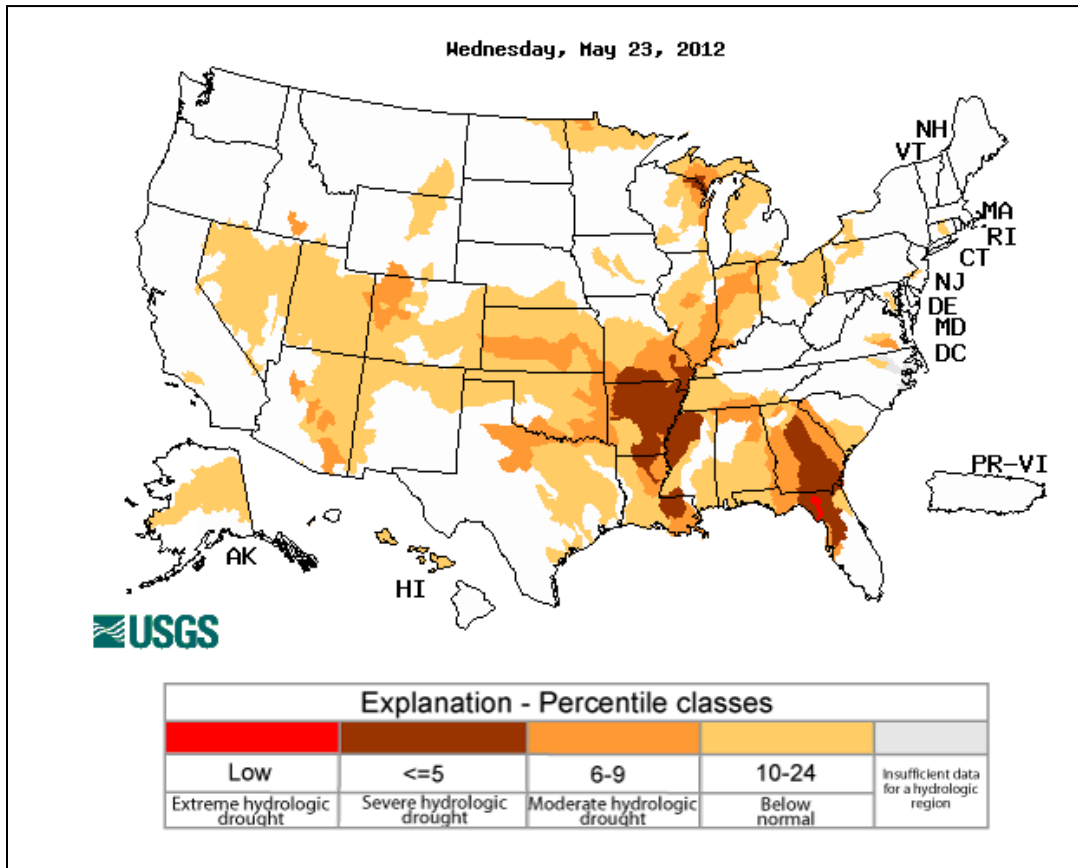 Wednesday, May 23, 2012
NH
VT
MA
RI
CT
NJ
DE
MD
DC
PR-VI
AK
HI
USGS
Explanation - Percentile classes
Low <=5 6-9 10-24 Insufficient data
for a hydrologic
region
Extreme hydrologic Severe hydrologic Moderate hydrologic Below
drought drought drought normal